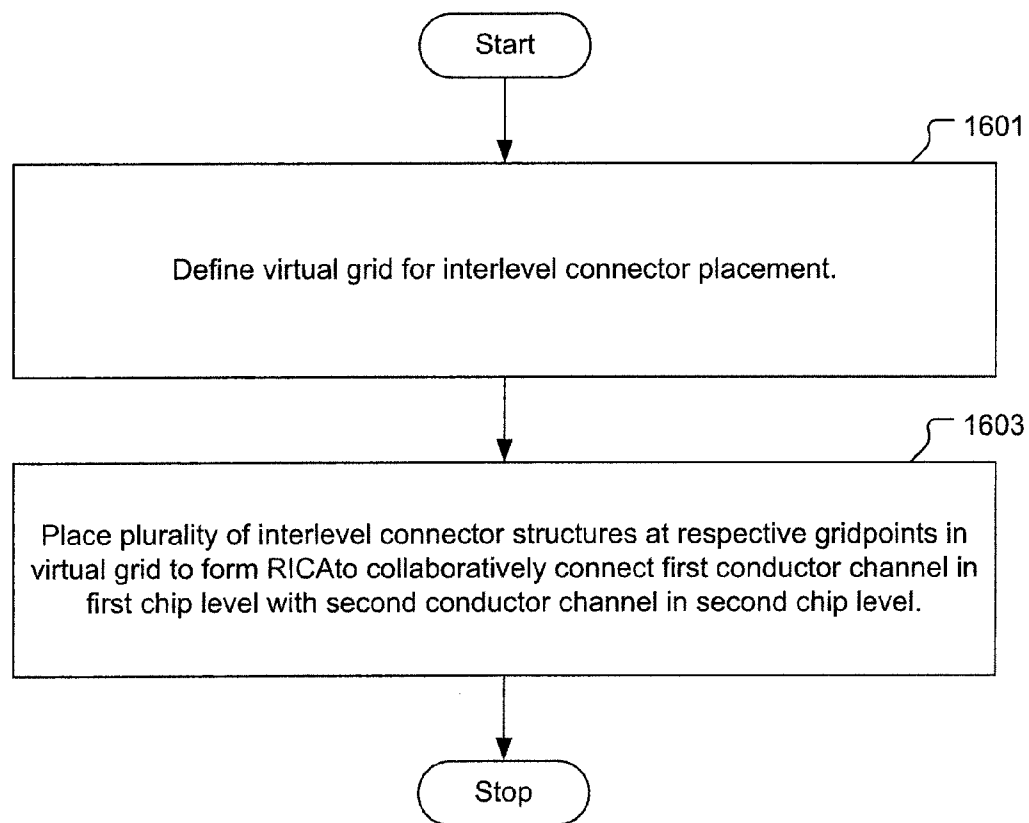 Start
1601
Define virtual grid for interlevel connector placement.
1603
Place plurality of interlevel connector structures at respective gridpoints in
virtual grid to form RICAto collaboratively connect first conductor channel in
first chip level with second conductor channel in second chip level.
Stop